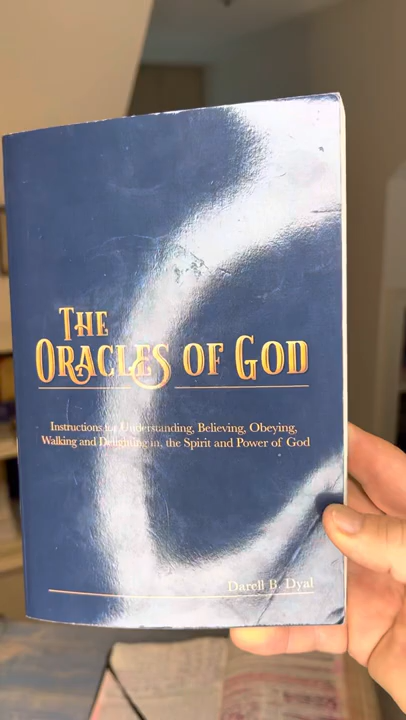 THE
ORACLES OF GOD
Instructions for Understanding, Believing, Obeying,
Walking and Delighting in, the Spirit and Power of God
Darell B. Dyal